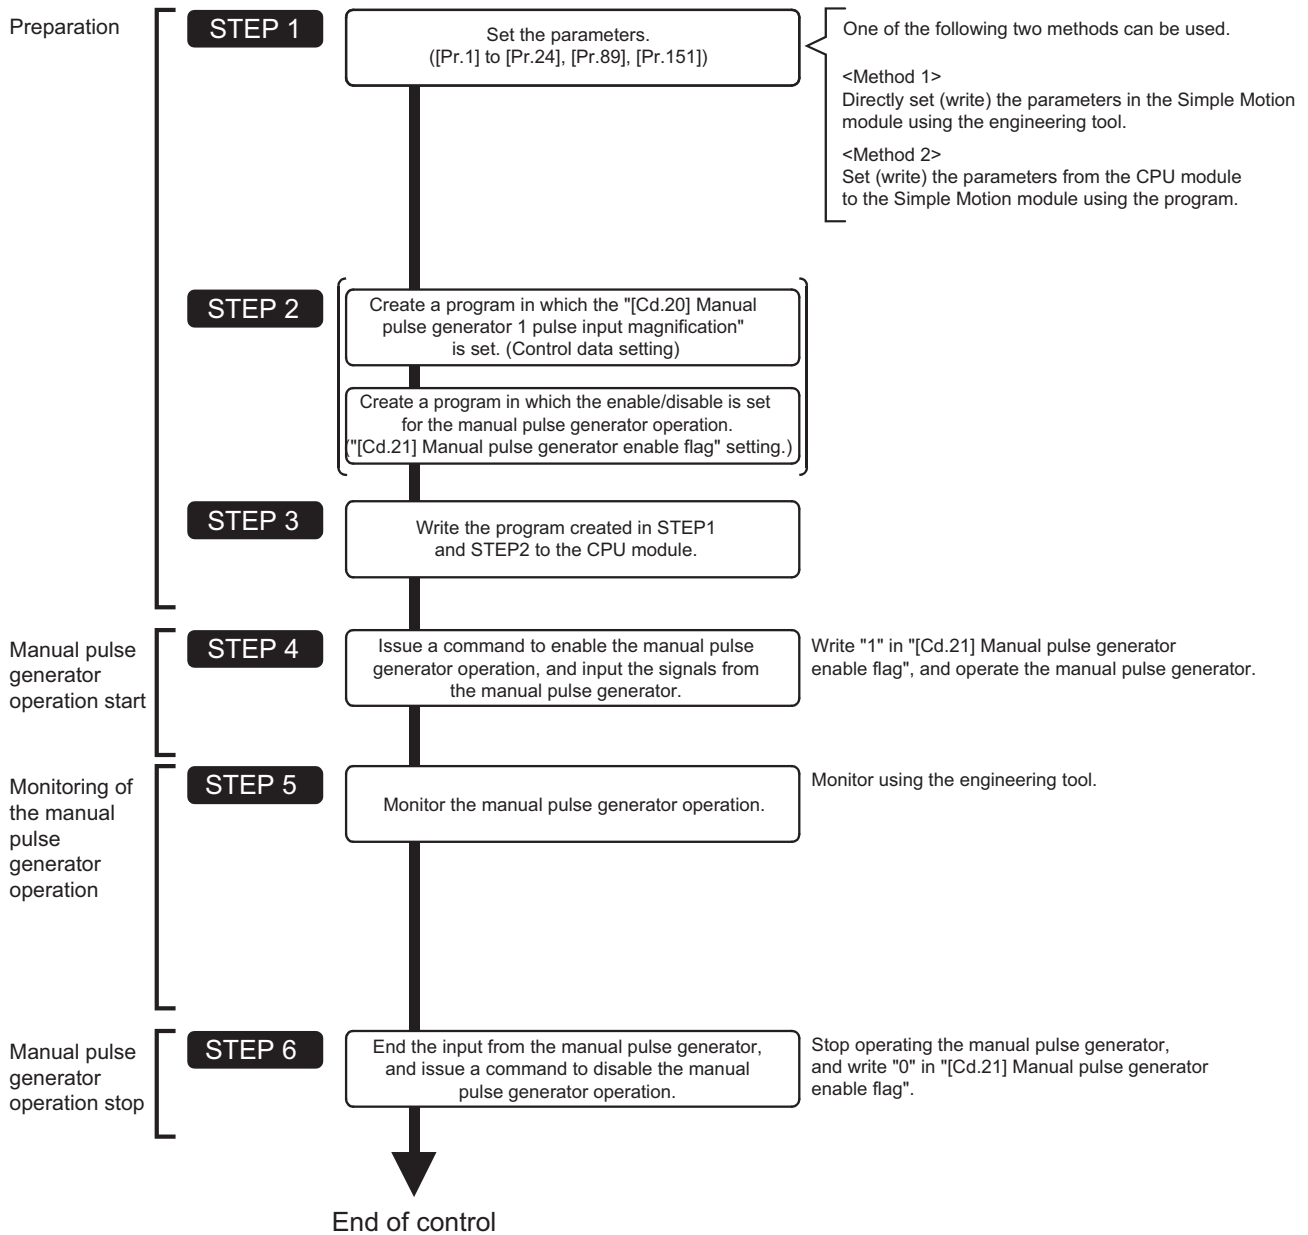 Preparation
STEP 1
Set the parameters.
([Pr.1] to [Pr.24], [Pr.89], [Pr.151])
One of the following two methods can be used.
<Method 1>
Directly set (write) the parameters in the Simple Motion
module using the engineering tool.
<Method 2>
Set (write) the parameters from the CPU module
to the Simple Motion module using the program.
STEP 2
Create a program in which the "[Cd.20] Manual
pulse generator 1 pulse input magnification"
is set. (Control data setting)
Create a program in which the enable/disable is set
for the manual pulse generator operation.
("[Cd.21] Manual pulse generator enable flag" setting.)
STEP 3
Write the program created in STEP1
and STEP2 to the CPU module.
Manual pulse
generator
operation start
STEP 4
Issue a command to enable the manual pulse
generator operation, and input the signals from
the manual pulse generator.
Write "1" in "[Cd.21] Manual pulse generator
enable flag", and operate the manual pulse generator.
Monitoring of
the manual
pulse
generator
operation
STEP 5
Monitor the manual pulse generator operation.
Monitor using the engineering tool.
Manual pulse
generator
operation stop
STEP 6
End the input from the manual pulse generator,
and issue a command to disable the manual
pulse generator operation.
Stop operating the manual pulse generator,
and write "0" in "[Cd.21] Manual pulse generator
enable flag".
End of control